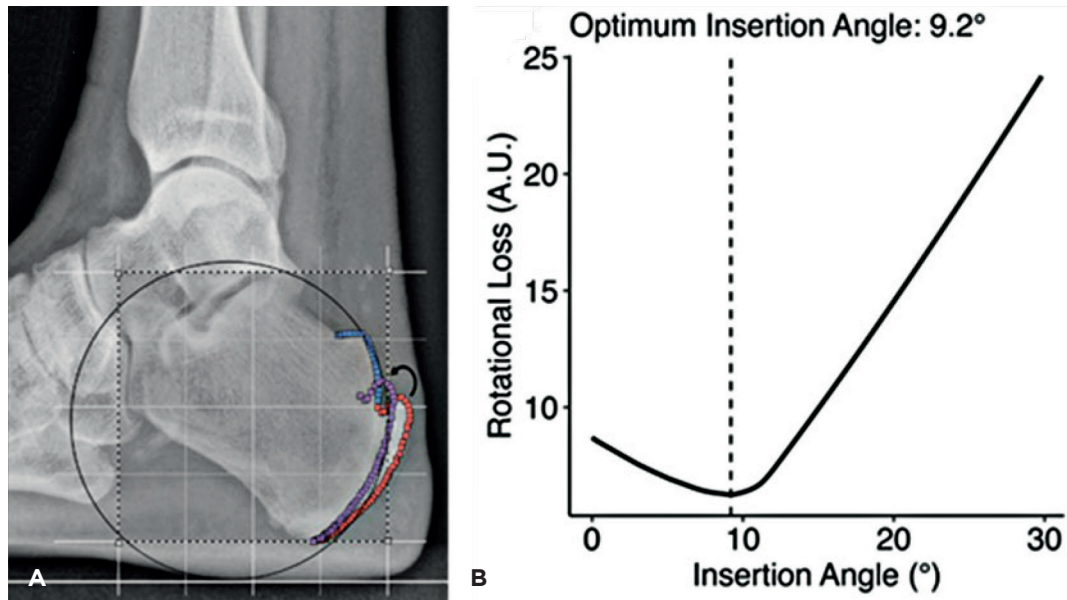 A
Optimum Insertion Angle: 9.2°
Rotational Loss (A.U.)
25
20
15
10
0 10 20 30
Insertion Angle (°)
B